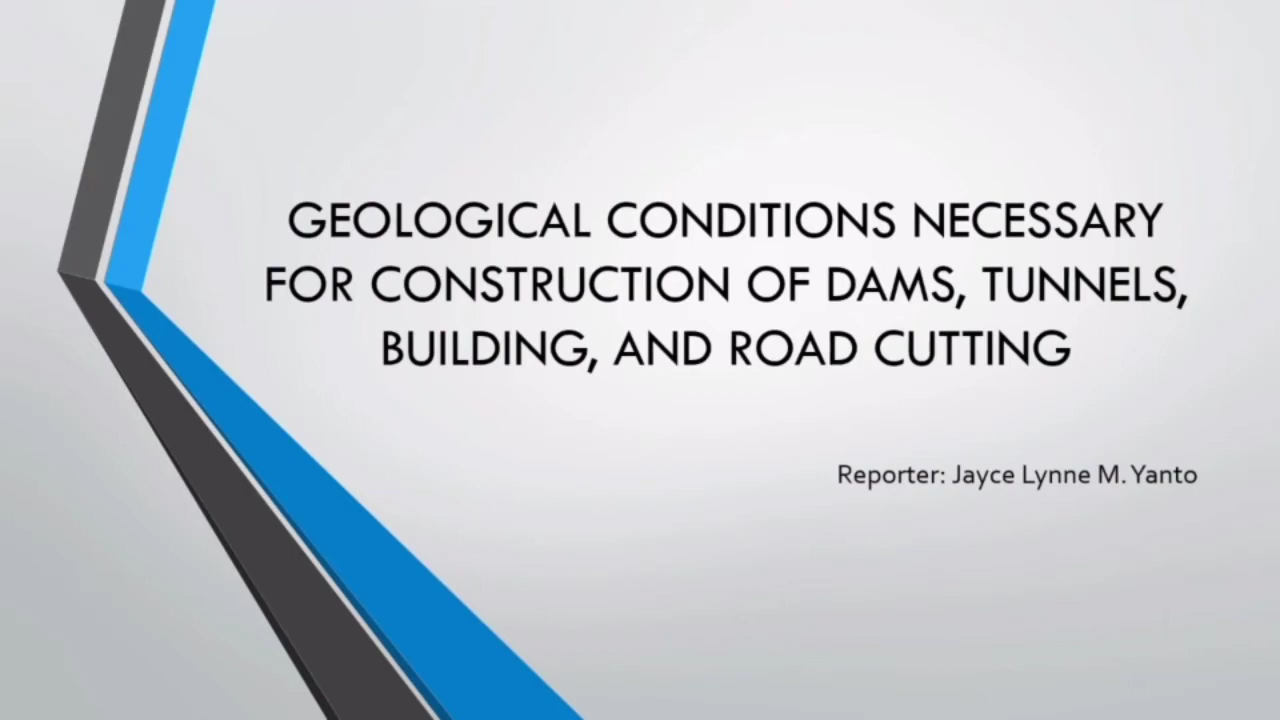 GEOLOGICAL CONDITIONS NECESSARY
FOR CONSTRUCTION OF DAMS, TUNNELS,
BUILDING, AND ROAD CUTTING
Reporter: Jayce Lynne M. Yanto